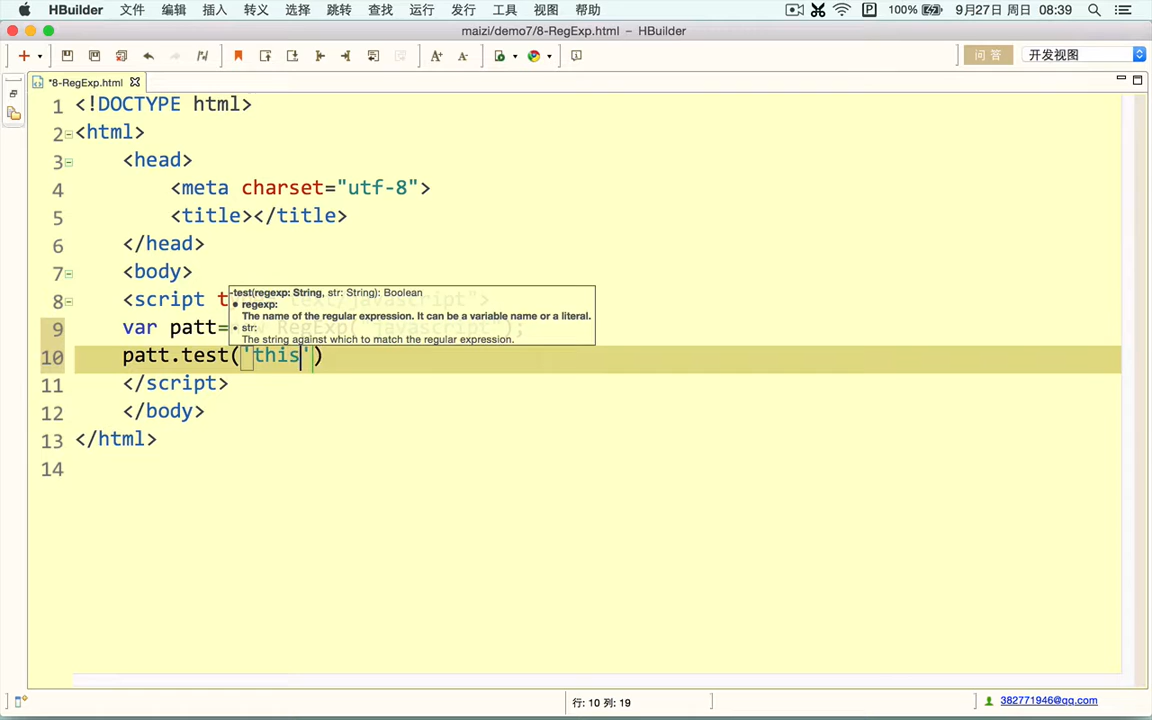 HBuilder 文件 编辑 插入 转义 选择 跳转 查找 运行 发行 工具 视图 帮助 100% 9月27日 周日 08:39
maizi/demo7/8-RegExp.html – HBuilder
问 答 开发视图
*8-RegExp.html
1 <!DOCTYPE html>
2 <html>
3 <head>
4 <meta charset="utf-8">
5 <title></title>
6 </head>
7 <body>
-test(regexp: String, str: String): Boolean
8 <script t text/javascript">
• regexp:
The name of the regular expression. It can be a variable name or a literal.
9 var patt= RegExp("javascript");
• str:
The string against which to match the regular expression.
10 patt.test('this')
11 </script>
12 </body>
13 </html>
14
行: 10 列: 19 382771946@qq.com